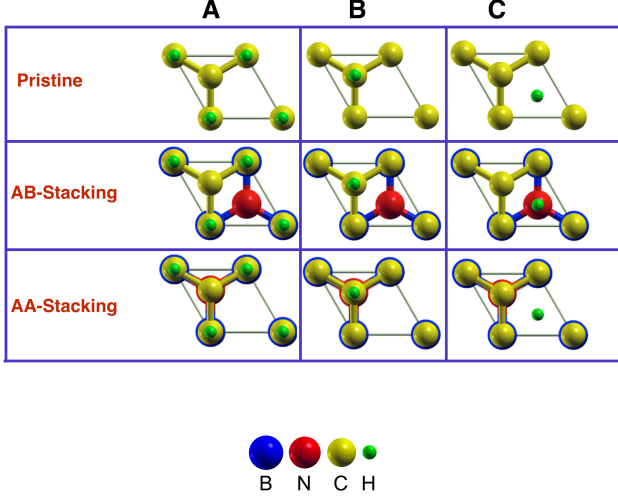 A B C
Pristine
AB-Stacking
AA-Stacking
B N C H